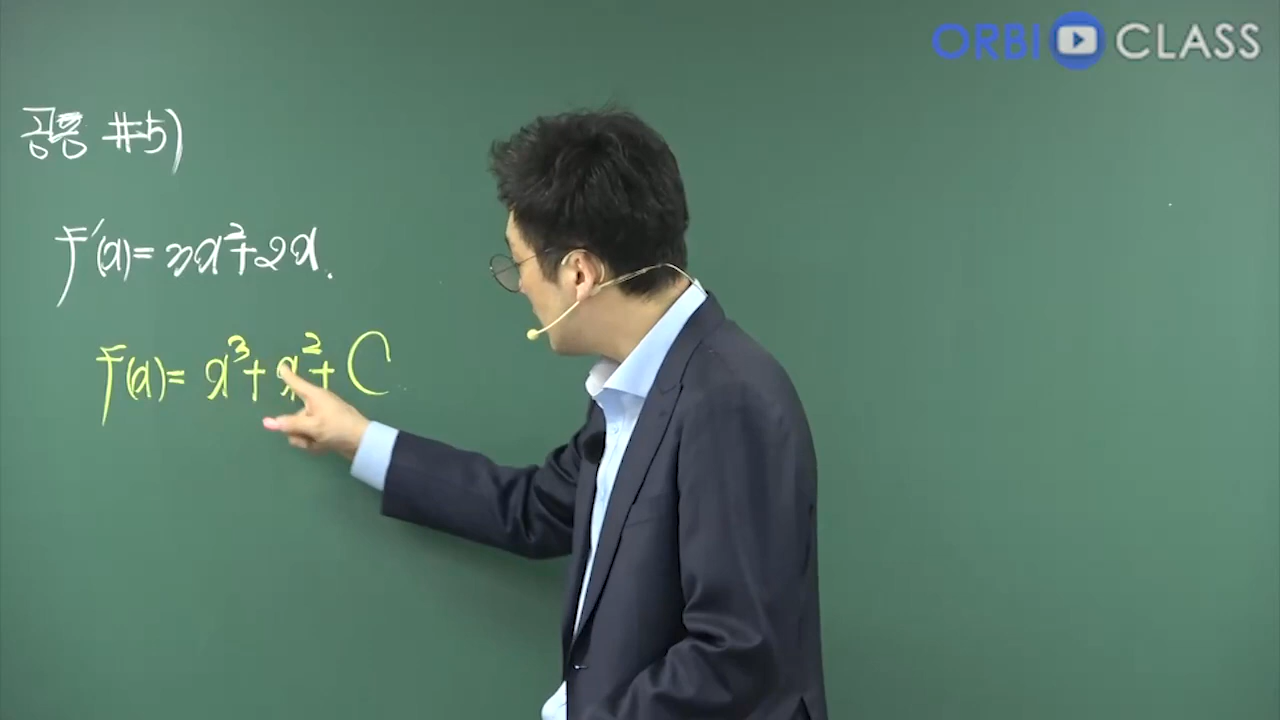 ORBI CLASS
공통 #5)
f'(x)= 3x²+2x.
f(x)= x³+x²+C